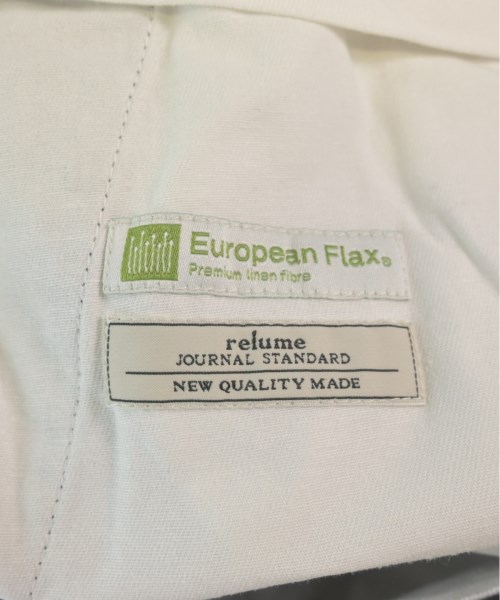 European Flax®
Premium linen fibre
relume
JOURNAL STANDARD
NEW QUALITY MADE